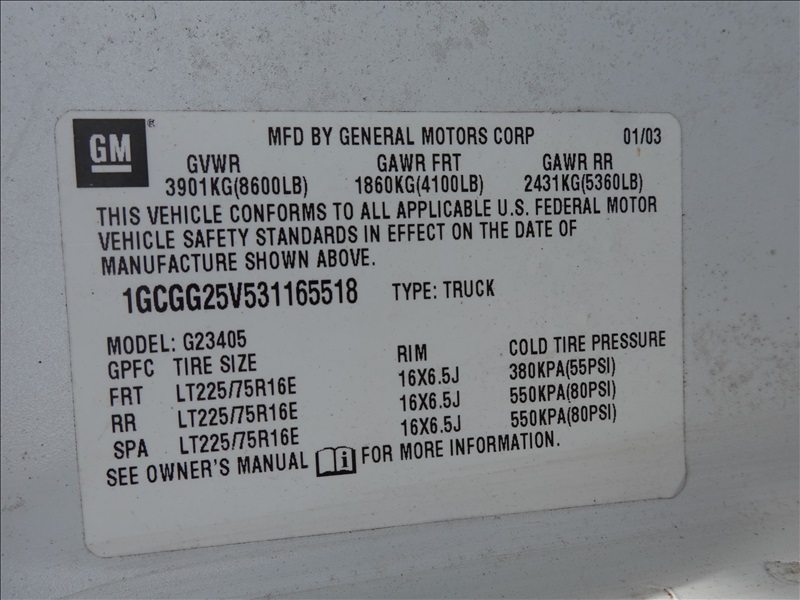 GM ®
MFD BY GENERAL MOTORS CORP 01/03
GVWR GAWR FRT GAWR RR
3901KG(8600LB) 1860KG(4100LB) 2431KG(5360LB)
THIS VEHICLE CONFORMS TO ALL APPLICABLE U.S. FEDERAL MOTOR
VEHICLE SAFETY STANDARDS IN EFFECT ON THE DATE OF
MANUFACTURE SHOWN ABOVE.
1GCGG25V531165518 TYPE: TRUCK
MODEL: G23405
GPFC TIRE SIZE RIM COLD TIRE PRESSURE
FRT LT225/75R16E 16X6.5J 380KPA(55PSI)
RR LT225/75R16E 16X6.5J 550KPA(80PSI)
SPA LT225/75R16E 16X6.5J 550KPA(80PSI)
SEE OWNER'S MANUAL i FOR MORE INFORMATION.